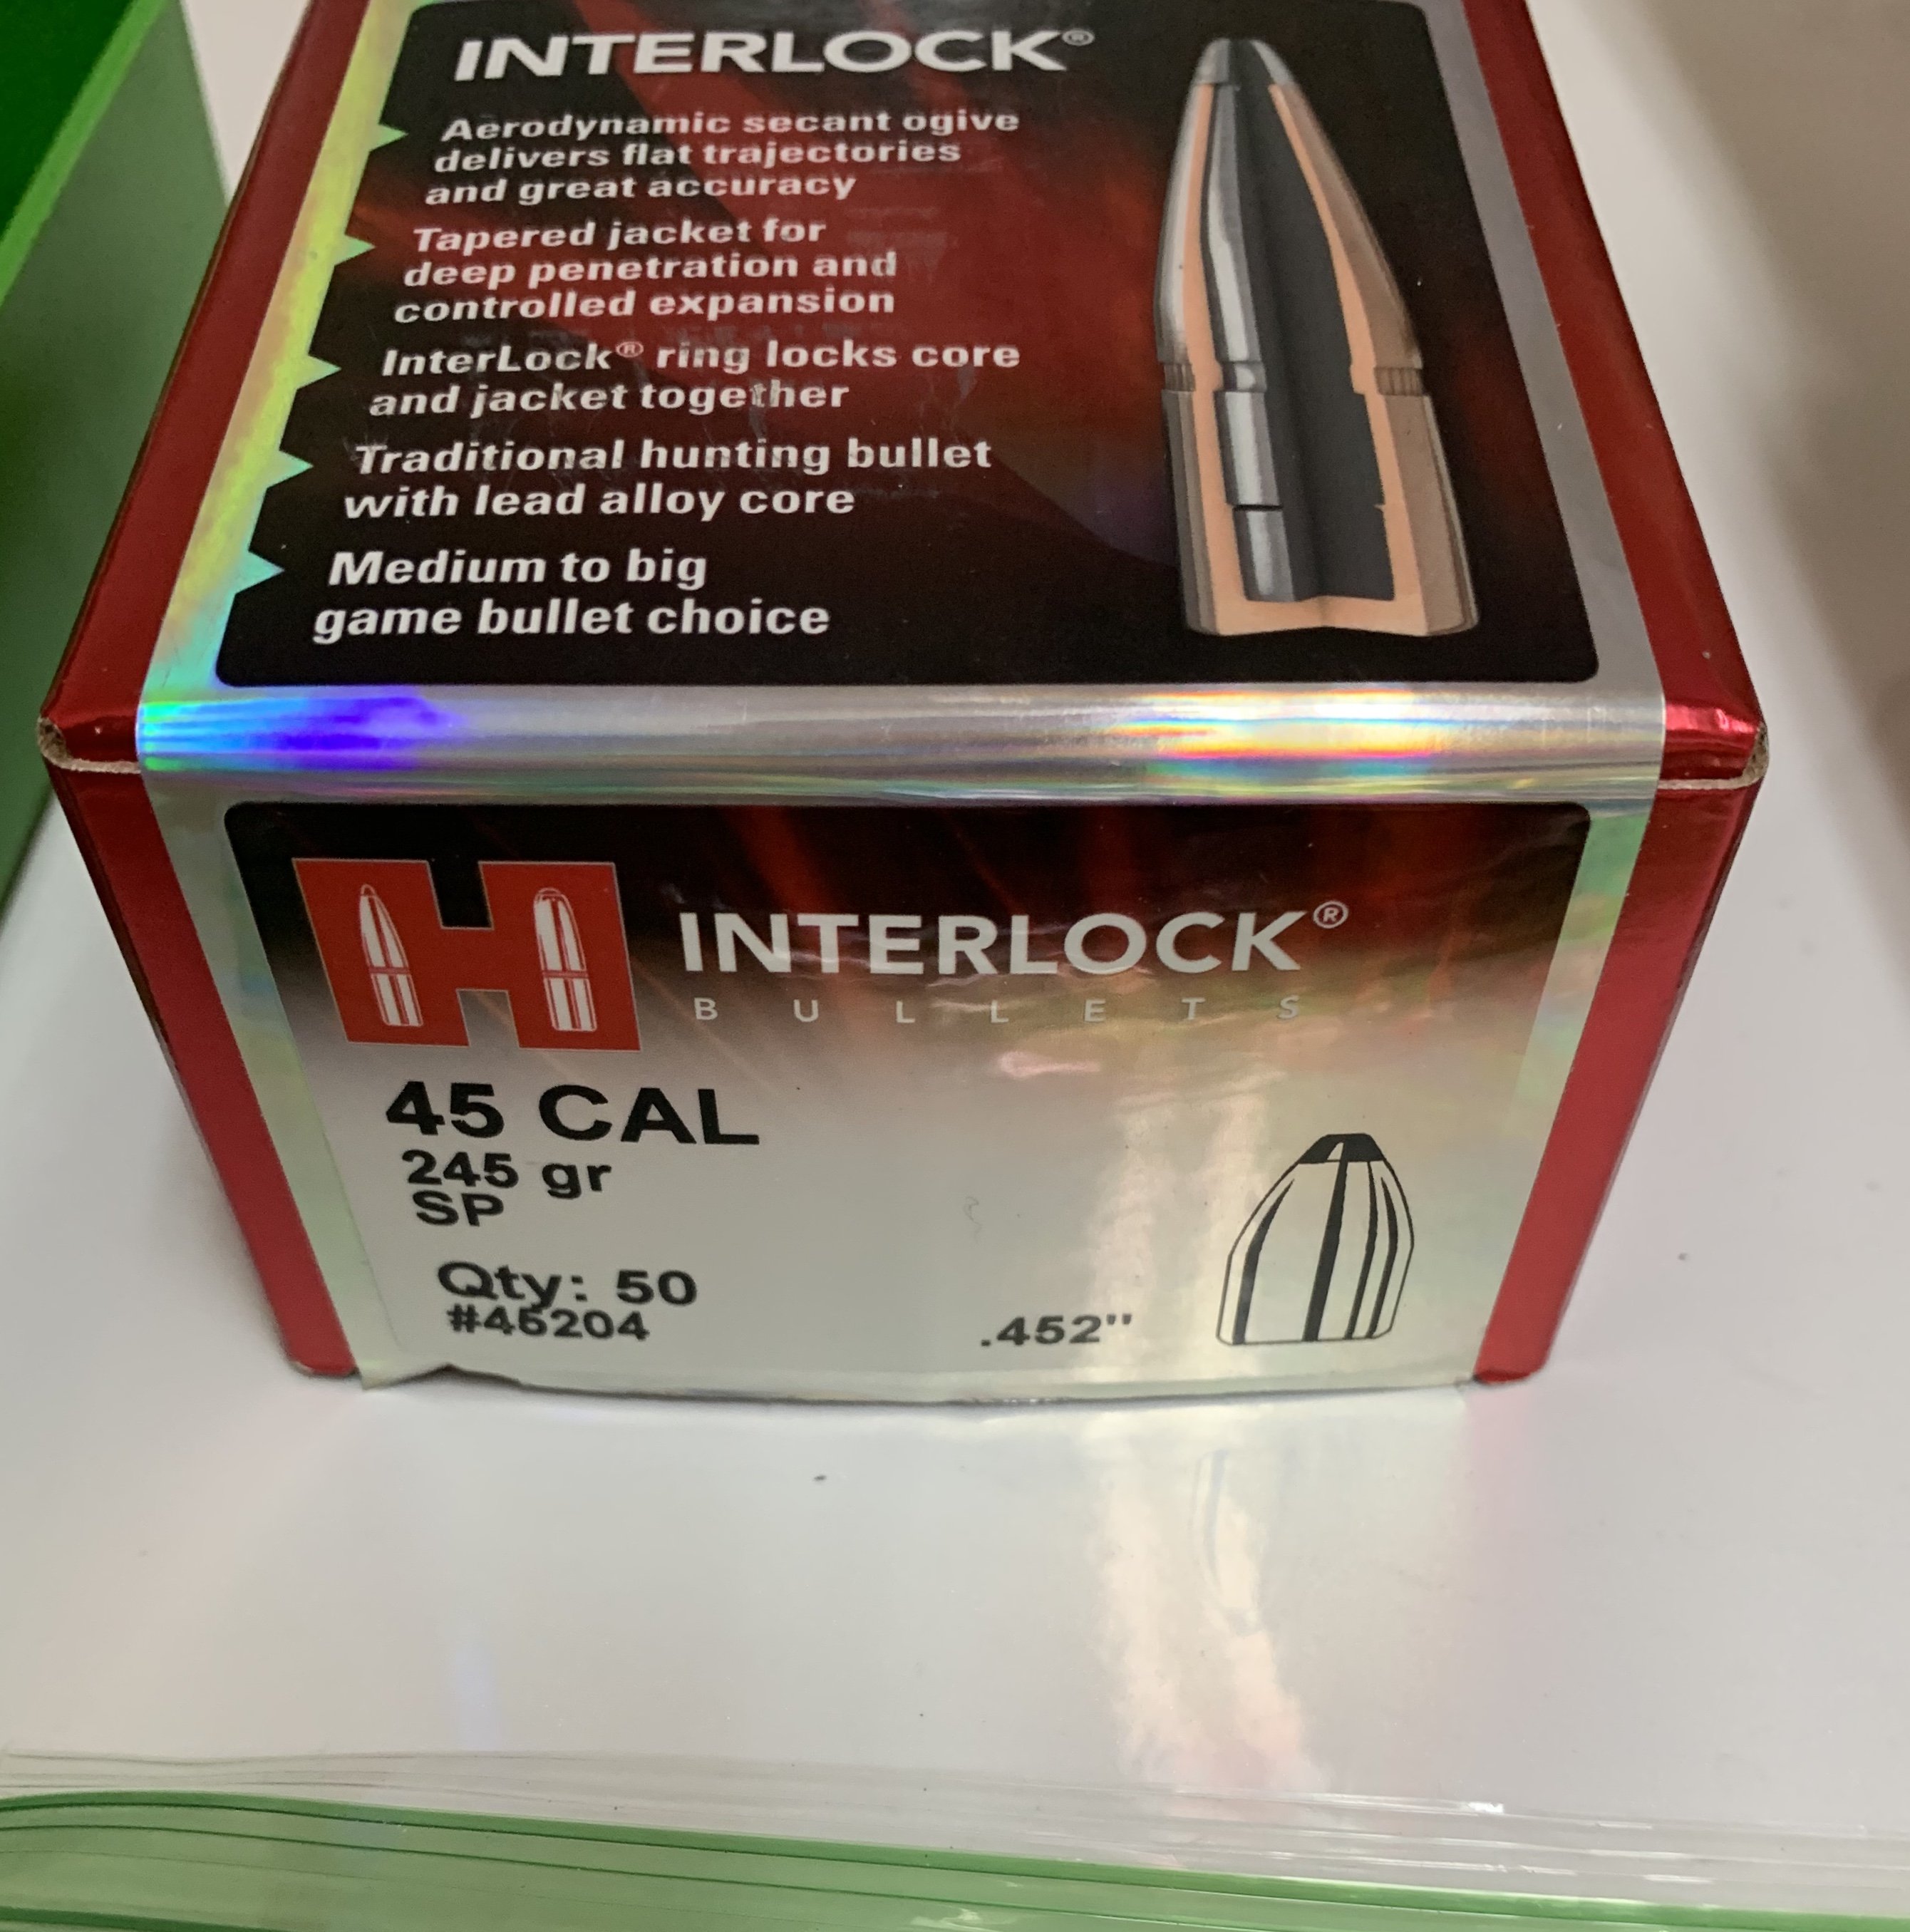 INTERLOCK®
Aerodynamic secant ogive
delivers flat trajectories
and great accuracy
Tapered jacket for
deep penetration and
controlled expansion
InterLock® ring locks core
and jacket together
Traditional hunting bullet
with lead alloy core
Medium to big
game bullet choice
H INTERLOCK®
BULLETS
45 CAL
245 gr
SP
Qty: 50
#45204
.452"